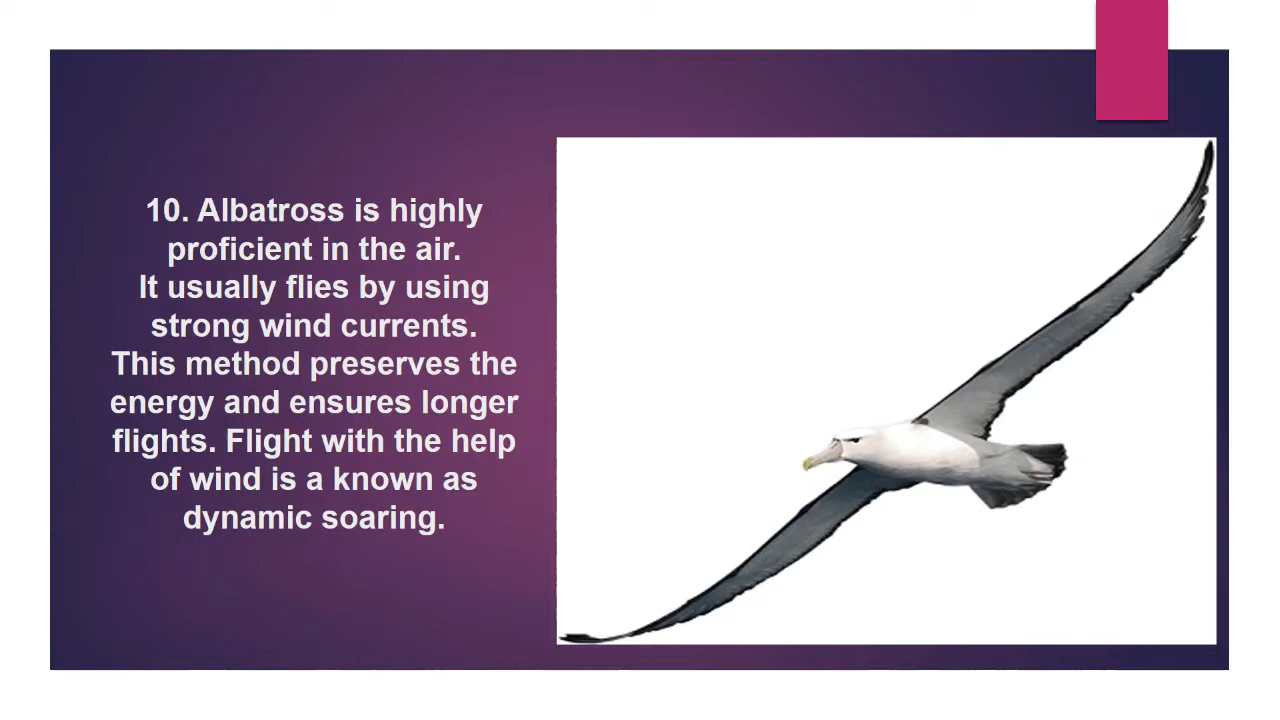 10. Albatross is highly
proficient in the air.
It usually flies by using
strong wind currents.
This method preserves the
energy and ensures longer
flights. Flight with the help
of wind is a known as
dynamic soaring.